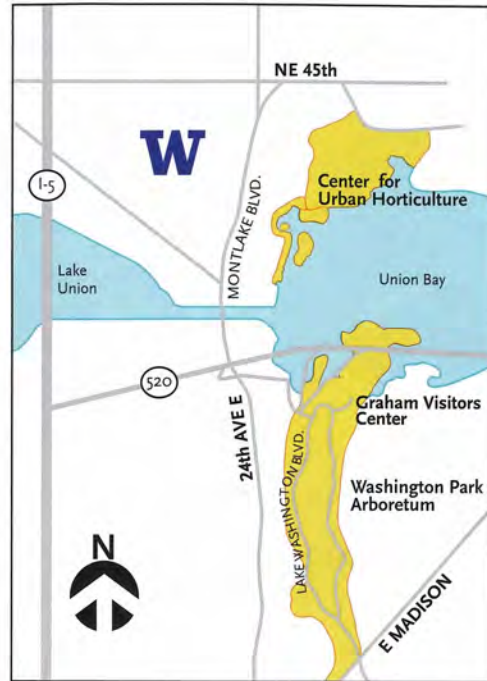 NE 45th
W
I-5
Center for
Urban Horticulture
MONTLAKE BLVD.
Lake
Union
Union Bay
520
Graham Visitors
Center
24th AVE E
LAKE WASHINGTON BLVD.
Washington Park
Arboretum
N
E MADISON